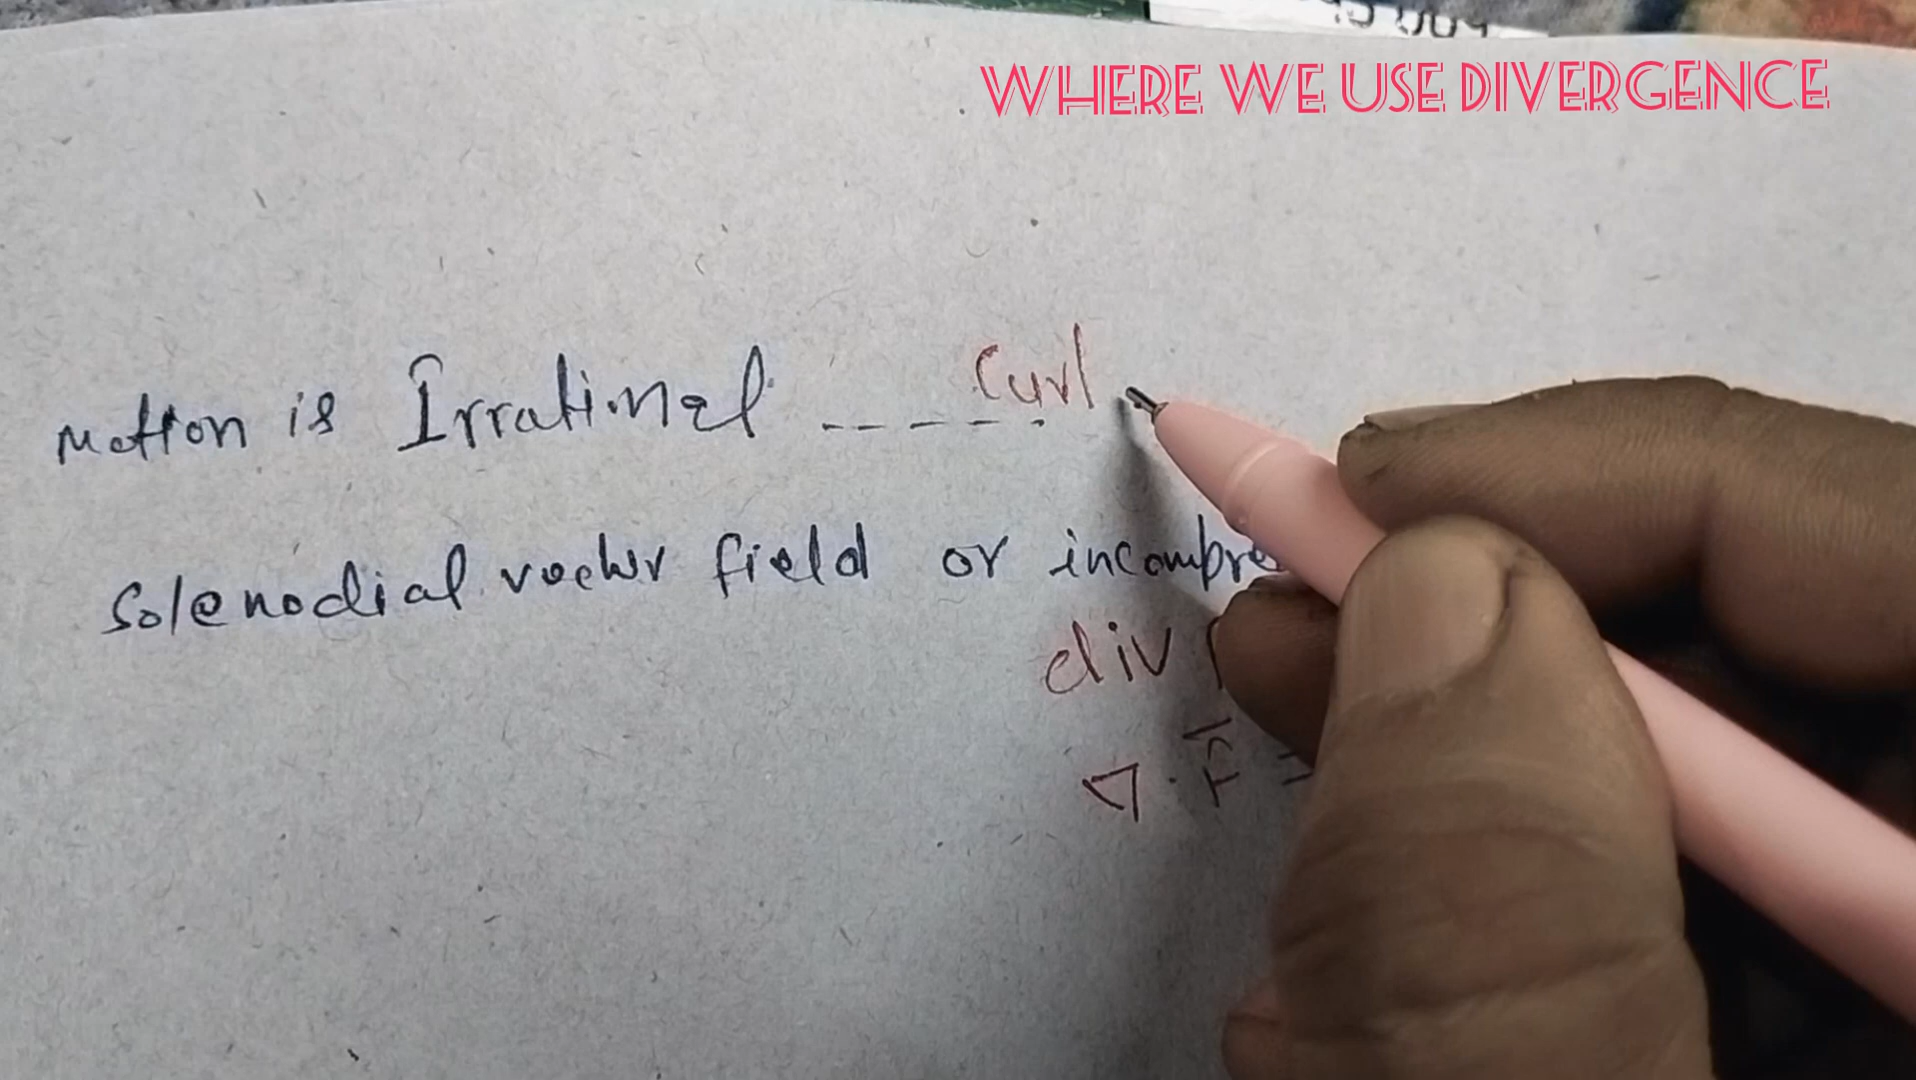 WHERE WE USE DIVERGENCE
Motion is Irrational ----- Curl
Solenodial vector field or incompre
div
∇. F =